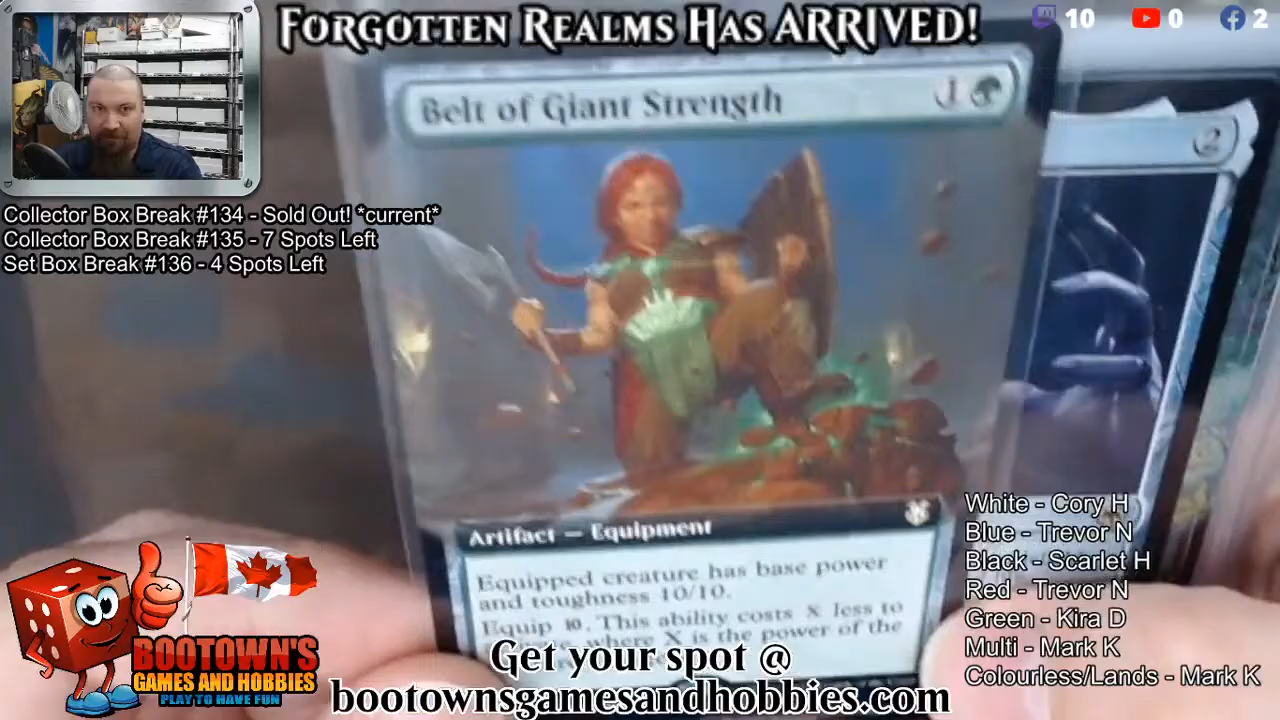 FORGOTTEN REALMS HAS ARRIVED!
10 0 2
Belt of Giant Strength 1
2
Collector Box Break #134 - Sold Out! *current*
Collector Box Break #135 - 7 Spots Left
Set Box Break #136 - 4 Spots Left
Artifact — Equipment
Equipped creature has base power
and toughness 10/10.
Equip 10. This ability costs X less to
where X is the power of the
White - Cory H
Blue - Trevor N
Black - Scarlet H
Red - Trevor N
Green - Kira D
Multi - Mark K
Colourless/Lands - Mark K
BOOTOWN'S
GAMES AND HOBBIES
PLAY TO HAVE FUN
Get your spot @
bootownsgamesandhobbies.com